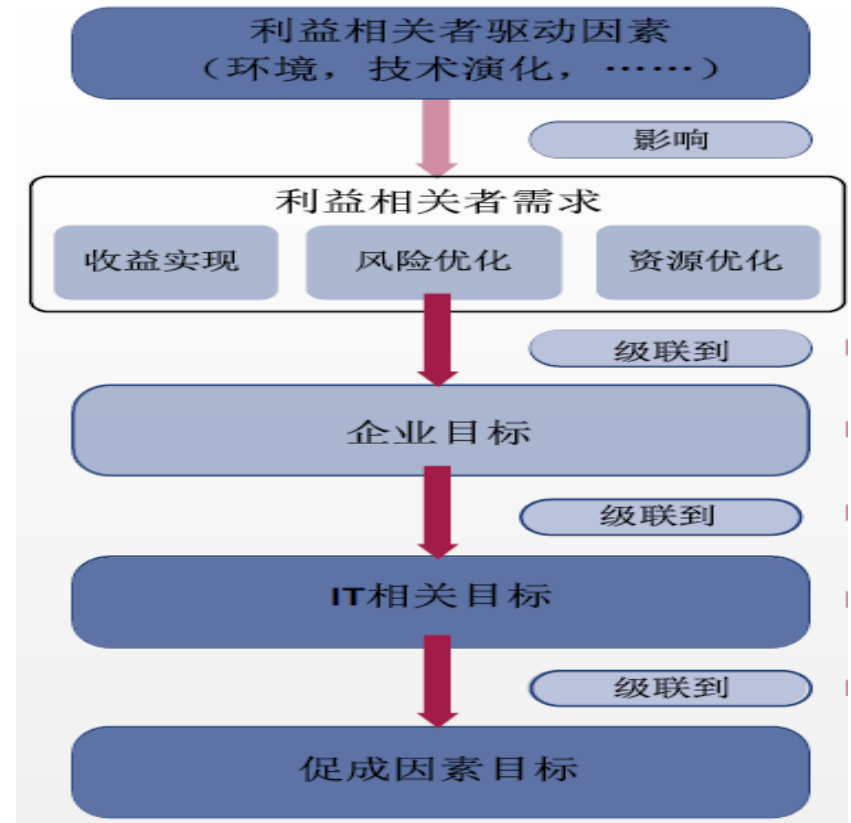 利益相关者驱动因素
（环境，技术演化，……）
影响
利益相关者需求
收益实现
风险优化
资源优化
级联到
企业目标
级联到
IT相关目标
级联到
促成因素目标